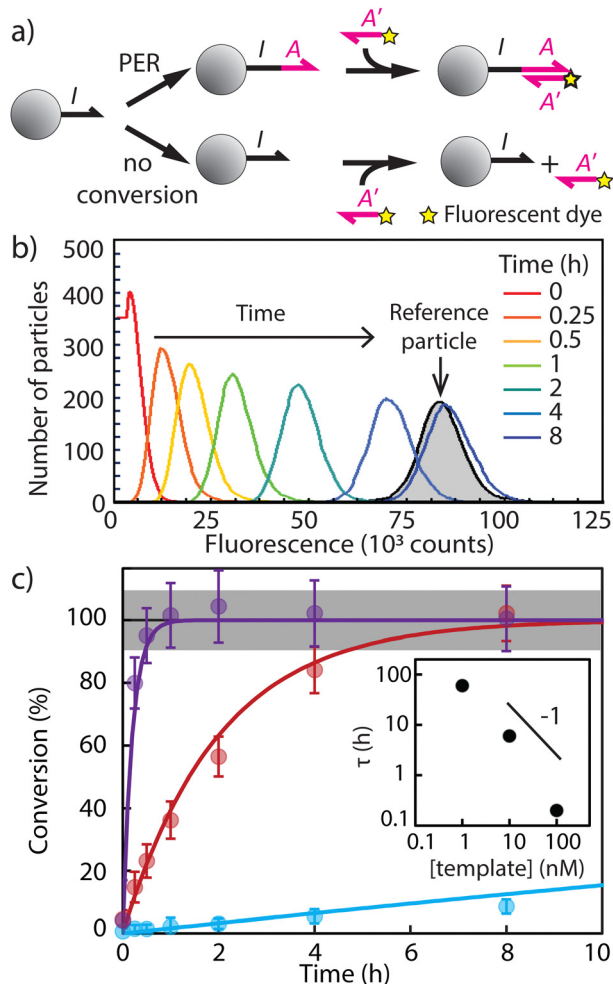 a)
A'
A
A
PER
I
I
A'
I
I
I
no
conversion
+
A'
A'
Fluorescent dye
b)
500
400
300
200
100
0
Number of particles
Time
Reference
particle
Time (h)
0
0.25
0.5
1
2
4
8
0
25
50
75
100
125
Fluorescence (10³ counts)
c)
100
80
60
40
20
0
Conversion (%)
0
2
4
6
8
10
Time (h)
100
10
1
0.1
τ (h)
-1
0.1
1
10
100
[template] (nM)